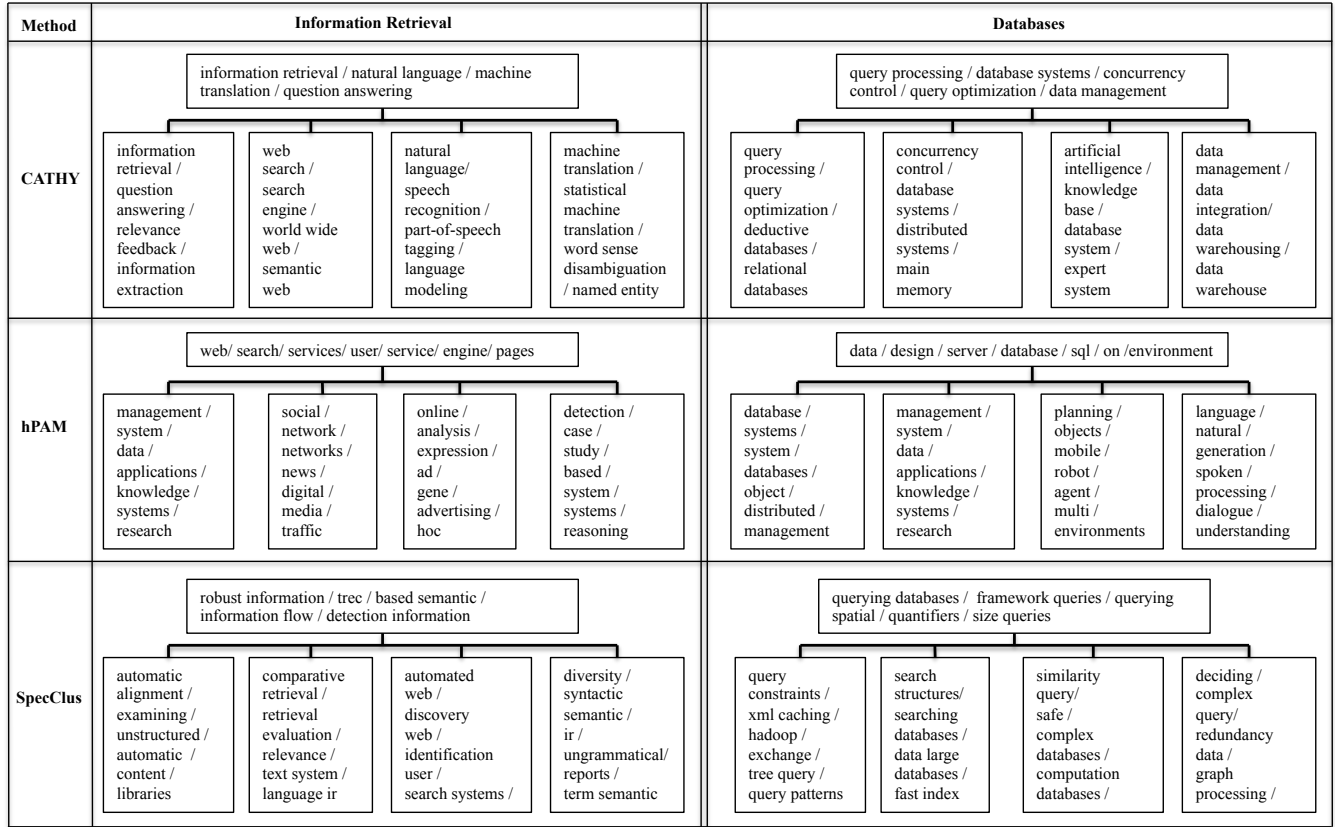 Method
Information Retrieval
Databases
CATHY
information retrieval / natural language / machine
translation / question answering
information
retrieval /
question
answering /
relevance
feedback /
information
extraction
web
search /
search
engine /
world wide
web /
semantic
web
natural
language/
speech
recognition /
part-of-speech
tagging /
language
modeling
machine
translation /
statistical
machine
translation /
word sense
disambiguation
/ named entity
query processing / database systems / concurrency
control / query optimization / data management
query
processing /
query
optimization /
deductive
databases /
relational
databases
concurrency
control /
database
systems /
distributed
systems /
main
memory
artificial
intelligence /
knowledge
base /
database
system /
expert
system
data
management /
data
integration/
data
warehousing /
data
warehouse
hPAM
web/ search/ services/ user/ service/ engine/ pages
management /
system /
data /
applications /
knowledge /
systems /
research
social /
network /
networks /
news /
digital /
media /
traffic
online /
analysis /
expression /
ad /
gene /
advertising /
hoc
detection /
case /
study /
based /
system /
systems /
reasoning
data / design / server / database / sql / on /environment
database /
systems /
system /
databases /
object /
distributed /
management
management /
system /
data /
applications /
knowledge /
systems /
research
planning /
objects /
mobile /
robot /
agent /
multi /
environments
language /
natural /
generation /
spoken /
processing /
dialogue /
understanding
SpecClus
robust information / trec / based semantic /
information flow / detection information
automatic
alignment /
examining /
unstructured /
automatic /
content /
libraries
comparative
retrieval /
retrieval
evaluation /
relevance /
text system /
language ir
automated
web /
discovery
web /
identification
user /
search systems /
diversity /
syntactic
semantic /
ir /
ungrammatical/
reports /
term semantic
querying databases / framework queries / querying
spatial / quantifiers / size queries
query
constraints /
xml caching /
hadoop /
exchange /
tree query /
query patterns
search
structures/
searching
databases /
data large
databases /
fast index
similarity
query/
safe /
complex
databases /
computation
databases /
deciding /
complex
query/
redundancy
data /
graph
processing /